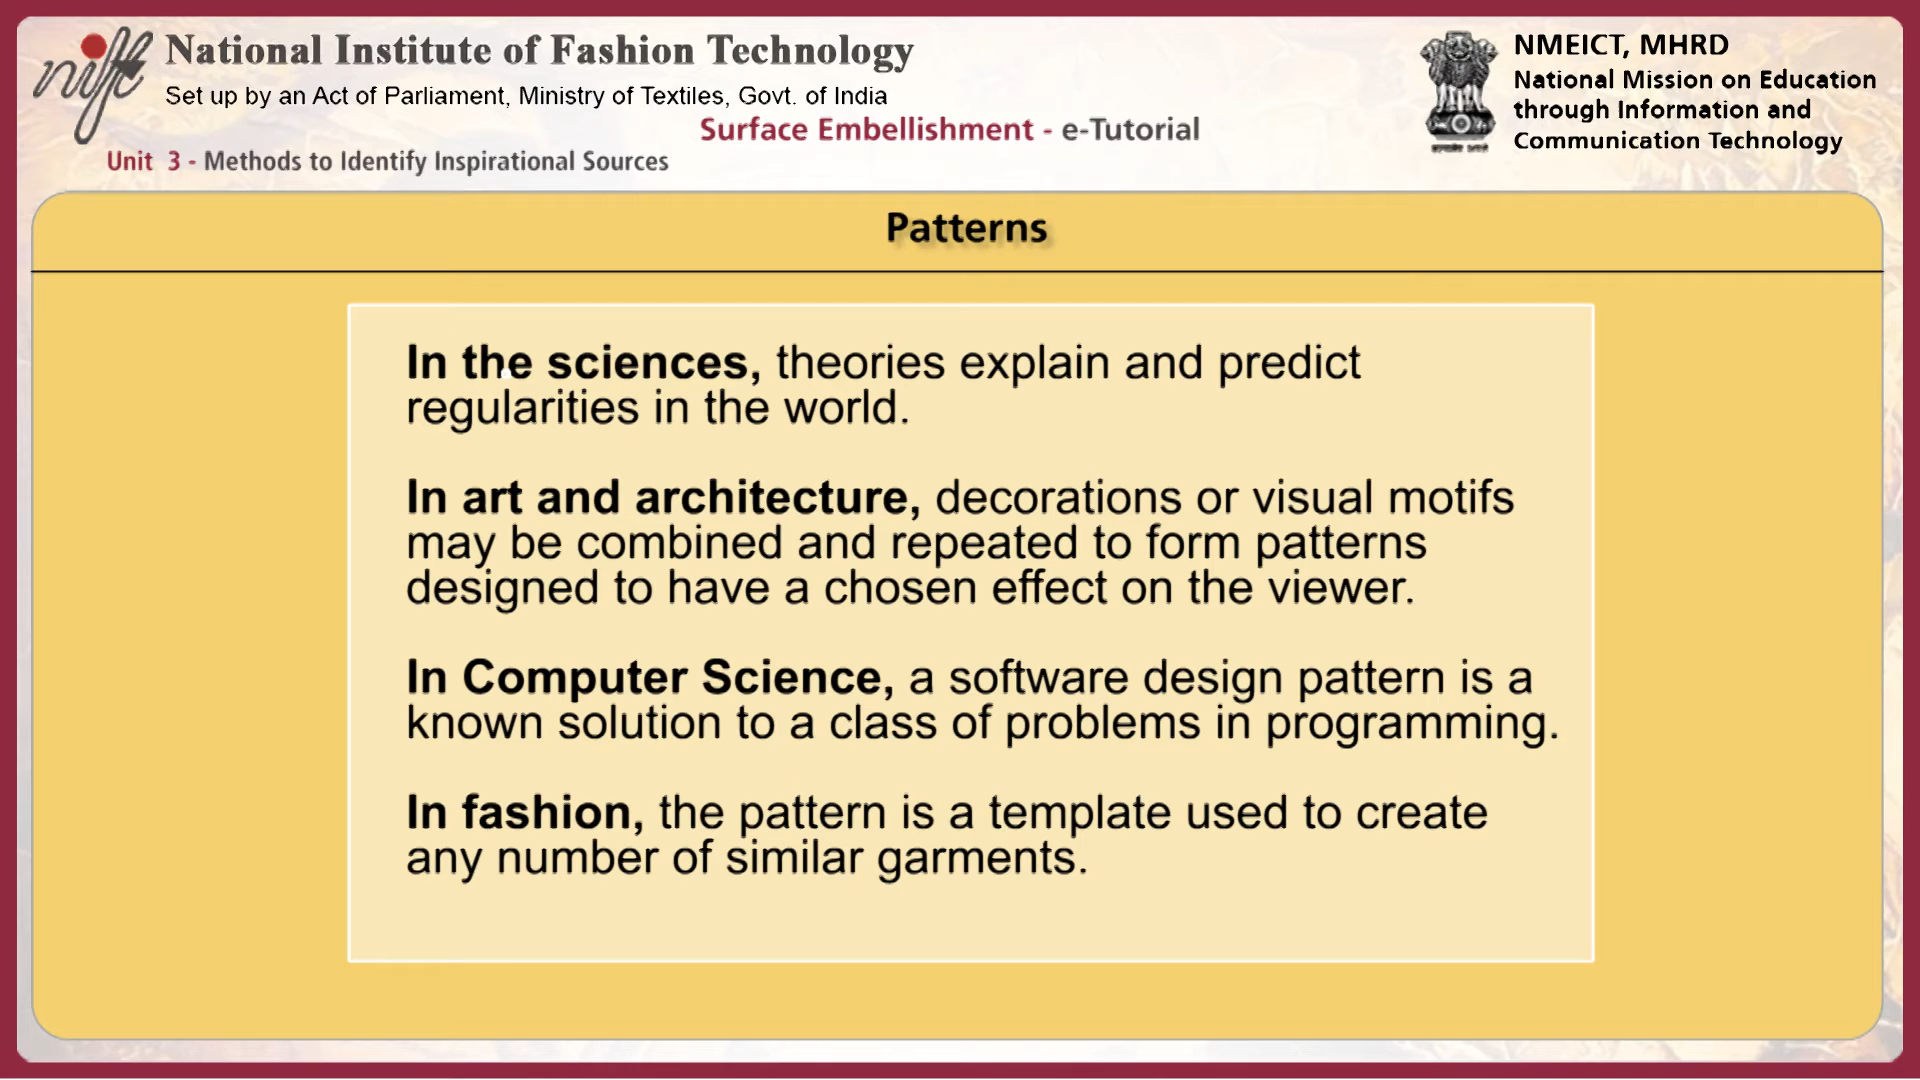 nift
National Institute of Fashion Technology
Set up by an Act of Parliament, Ministry of Textiles, Govt. of India
Surface Embellishment - e-Tutorial
Unit 3 - Methods to Identify Inspirational Sources
NMEICT, MHRD
National Mission on Education
through Information and
Communication Technology
Patterns
In the sciences, theories explain and predict
regularities in the world.
In art and architecture, decorations or visual motifs
may be combined and repeated to form patterns
designed to have a chosen effect on the viewer.
In Computer Science, a software design pattern is a
known solution to a class of problems in programming.
In fashion, the pattern is a template used to create
any number of similar garments.